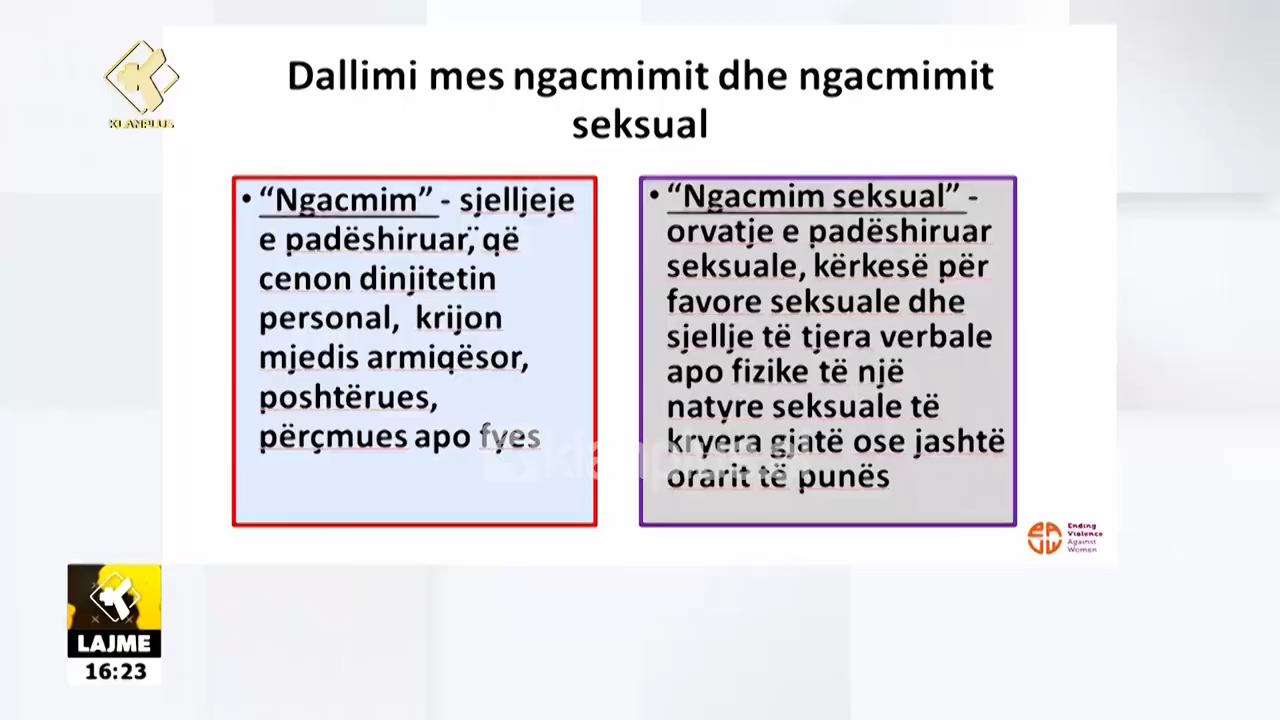 KLANPLUS
Dallimi mes ngacmimit dhe ngacmimit
seksual
• “Ngacmim” - sjelljeje
e padëshiruar,¨që
cenon dinjitetin
personal, krijon
mjedis armiqësor,
poshtërues,
përçmues apo fyes
• “Ngacmim seksual” -
orvatje e padëshiruar
seksuale, kërkesë për
favore seksuale dhe
sjellje të tjera verbale
apo fizike të një
natyre seksuale të
kryera gjatë ose jashtë
orarit të punës
Ending
Violence
Against
Women
LAJME
16:23